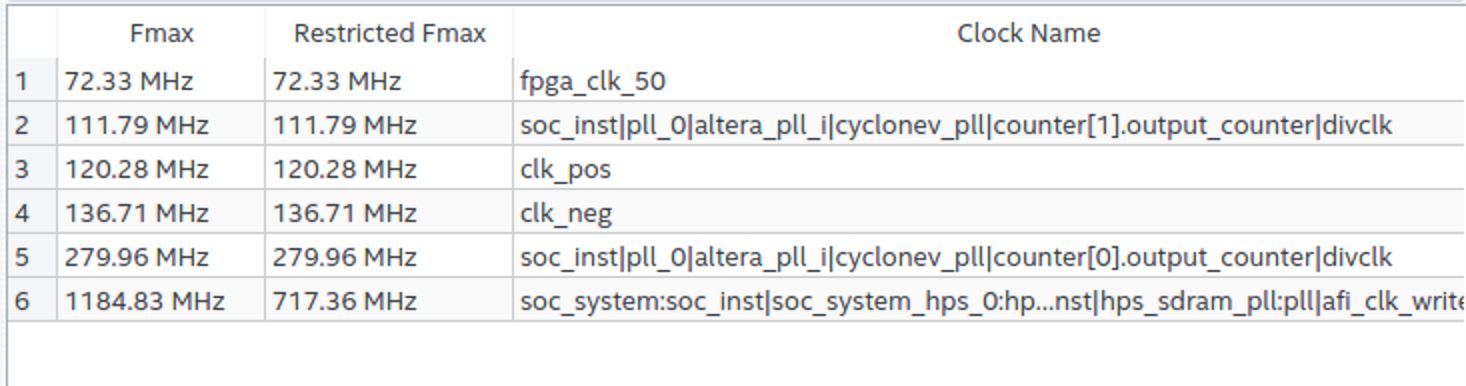 Fmax Restricted Fmax Clock Name
1 72.33 MHz 72.33 MHz fpga_clk_50
2 111.79 MHz 111.79 MHz soc_inst|pll_0|altera_pll_i|cyclonev_pll|counter[1].output_counter|divclk
3 120.28 MHz 120.28 MHz clk_pos
4 136.71 MHz 136.71 MHz clk_neg
5 279.96 MHz 279.96 MHz soc_inst|pll_0|altera_pll_i|cyclonev_pll|counter[0].output_counter|divclk
6 1184.83 MHz 717.36 MHz soc_system:soc_inst|soc_system_hps_0:hp...nst|hps_sdram_pll:pll|afi_clk_write